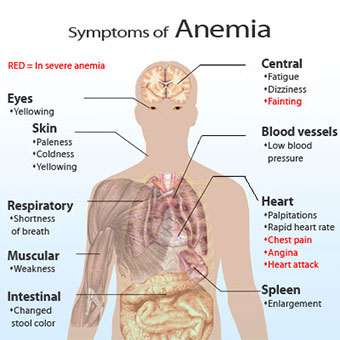 Symptoms of Anemia
RED = In severe anemia
Eyes
•Yellowing
Skin
•Paleness
•Coldness
•Yellowing
Respiratory
•Shortness
of breath
Muscular
•Weakness
Intestinal
•Changed
stool color
Central
•Fatigue
•Dizziness
•Fainting
Blood vessels
•Low blood
pressure
Heart
•Palpitations
•Rapid heart rate
•Chest pain
•Angina
•Heart attack
Spleen
•Enlargement